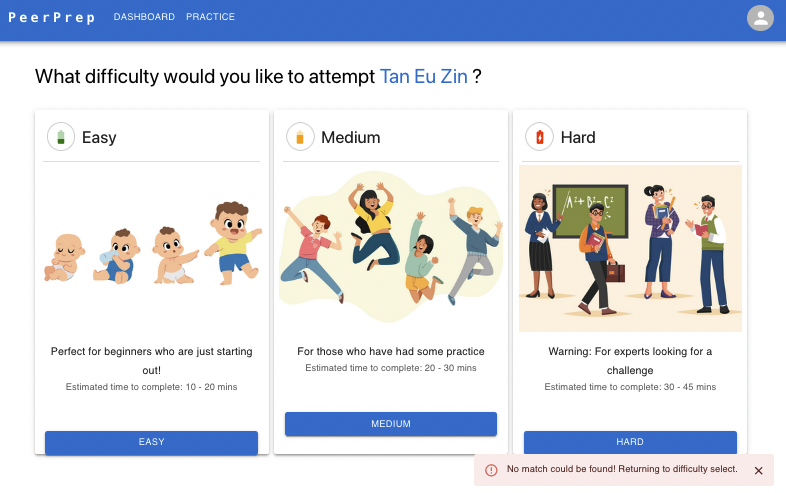 PeerPrep DASHBOARD PRACTICE
What difficulty would you like to attempt Tan Eu Zin ?
Easy
Perfect for beginners who are just starting
out!
Estimated time to complete: 10 - 20 mins
EASY
Medium
For those who have had some practice
Estimated time to complete: 20 - 30 mins
MEDIUM
Hard
A²+B²=C²
Warning: For experts looking for a
challenge
Estimated time to complete: 30 - 45 mins
HARD
No match could be found! Returning to difficulty select.